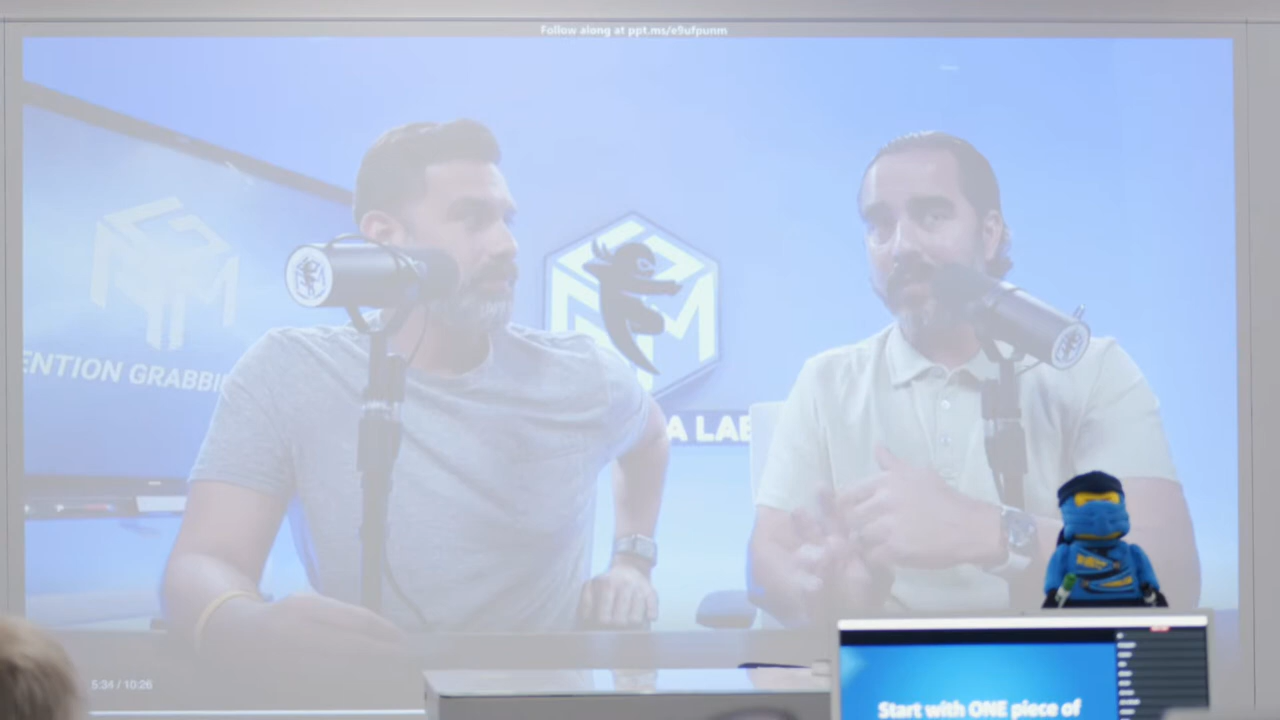 Follow along at ppt.ms/e9ufpunm
ENTION GRABBI
A LAB
5:34 / 10:26
Start with ONE piece of